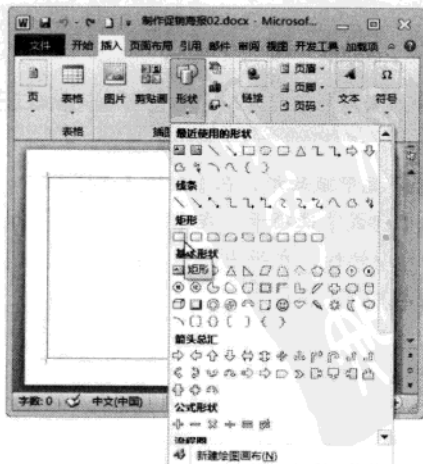 制作促销海报02.docx - Microsof...
文件 开始 插入 页面布局 引用 邮件 审阅 视图 开发工具 加载项
页 表格 图片 剪贴画 形状 链接 页眉 页脚 页码 文本 符号
表格 插图
最近使用的形状
线条
矩形
基本形状
矩形
箭头总汇
公式形状
流程图
新建绘图画布(N)
字数: 0 中文(中国)